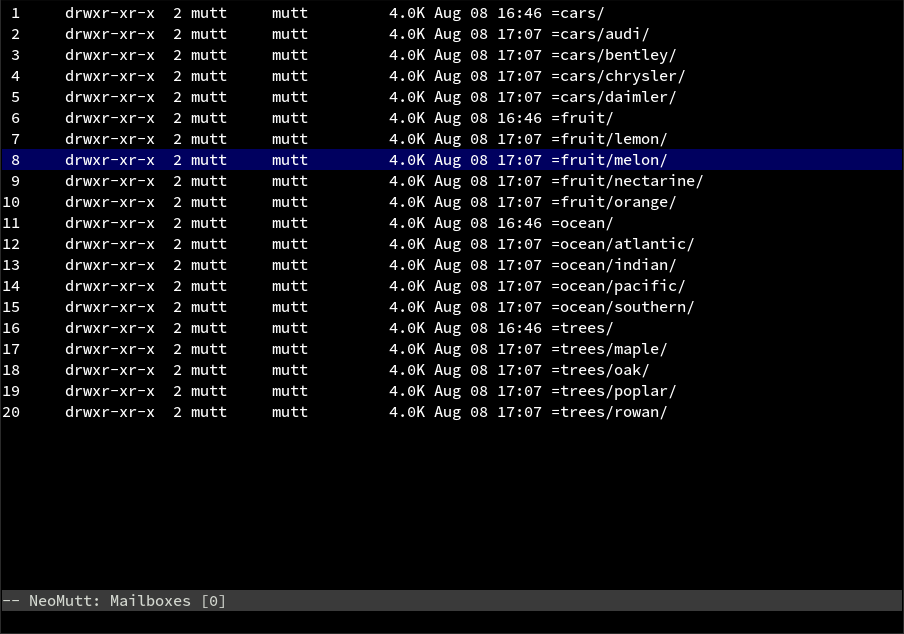 1     drwxr-xr-x  2 mutt     mutt         4.0K Aug 08 16:46 =cars/
2     drwxr-xr-x  2 mutt     mutt         4.0K Aug 08 17:07 =cars/audi/
3     drwxr-xr-x  2 mutt     mutt         4.0K Aug 08 17:07 =cars/bentley/
4     drwxr-xr-x  2 mutt     mutt         4.0K Aug 08 17:07 =cars/chrysler/
5     drwxr-xr-x  2 mutt     mutt         4.0K Aug 08 17:07 =cars/daimler/
6     drwxr-xr-x  2 mutt     mutt         4.0K Aug 08 16:46 =fruit/
7     drwxr-xr-x  2 mutt     mutt         4.0K Aug 08 17:07 =fruit/lemon/
8     drwxr-xr-x  2 mutt     mutt         4.0K Aug 08 17:07 =fruit/melon/
9     drwxr-xr-x  2 mutt     mutt         4.0K Aug 08 17:07 =fruit/nectarine/
10     drwxr-xr-x  2 mutt     mutt         4.0K Aug 08 17:07 =fruit/orange/
11     drwxr-xr-x  2 mutt     mutt         4.0K Aug 08 16:46 =ocean/
12     drwxr-xr-x  2 mutt     mutt         4.0K Aug 08 17:07 =ocean/atlantic/
13     drwxr-xr-x  2 mutt     mutt         4.0K Aug 08 17:07 =ocean/indian/
14     drwxr-xr-x  2 mutt     mutt         4.0K Aug 08 17:07 =ocean/pacific/
15     drwxr-xr-x  2 mutt     mutt         4.0K Aug 08 17:07 =ocean/southern/
16     drwxr-xr-x  2 mutt     mutt         4.0K Aug 08 16:46 =trees/
17     drwxr-xr-x  2 mutt     mutt         4.0K Aug 08 17:07 =trees/maple/
18     drwxr-xr-x  2 mutt     mutt         4.0K Aug 08 17:07 =trees/oak/
19     drwxr-xr-x  2 mutt     mutt         4.0K Aug 08 17:07 =trees/poplar/
20     drwxr-xr-x  2 mutt     mutt         4.0K Aug 08 17:07 =trees/rowan/
-- NeoMutt: Mailboxes [0]